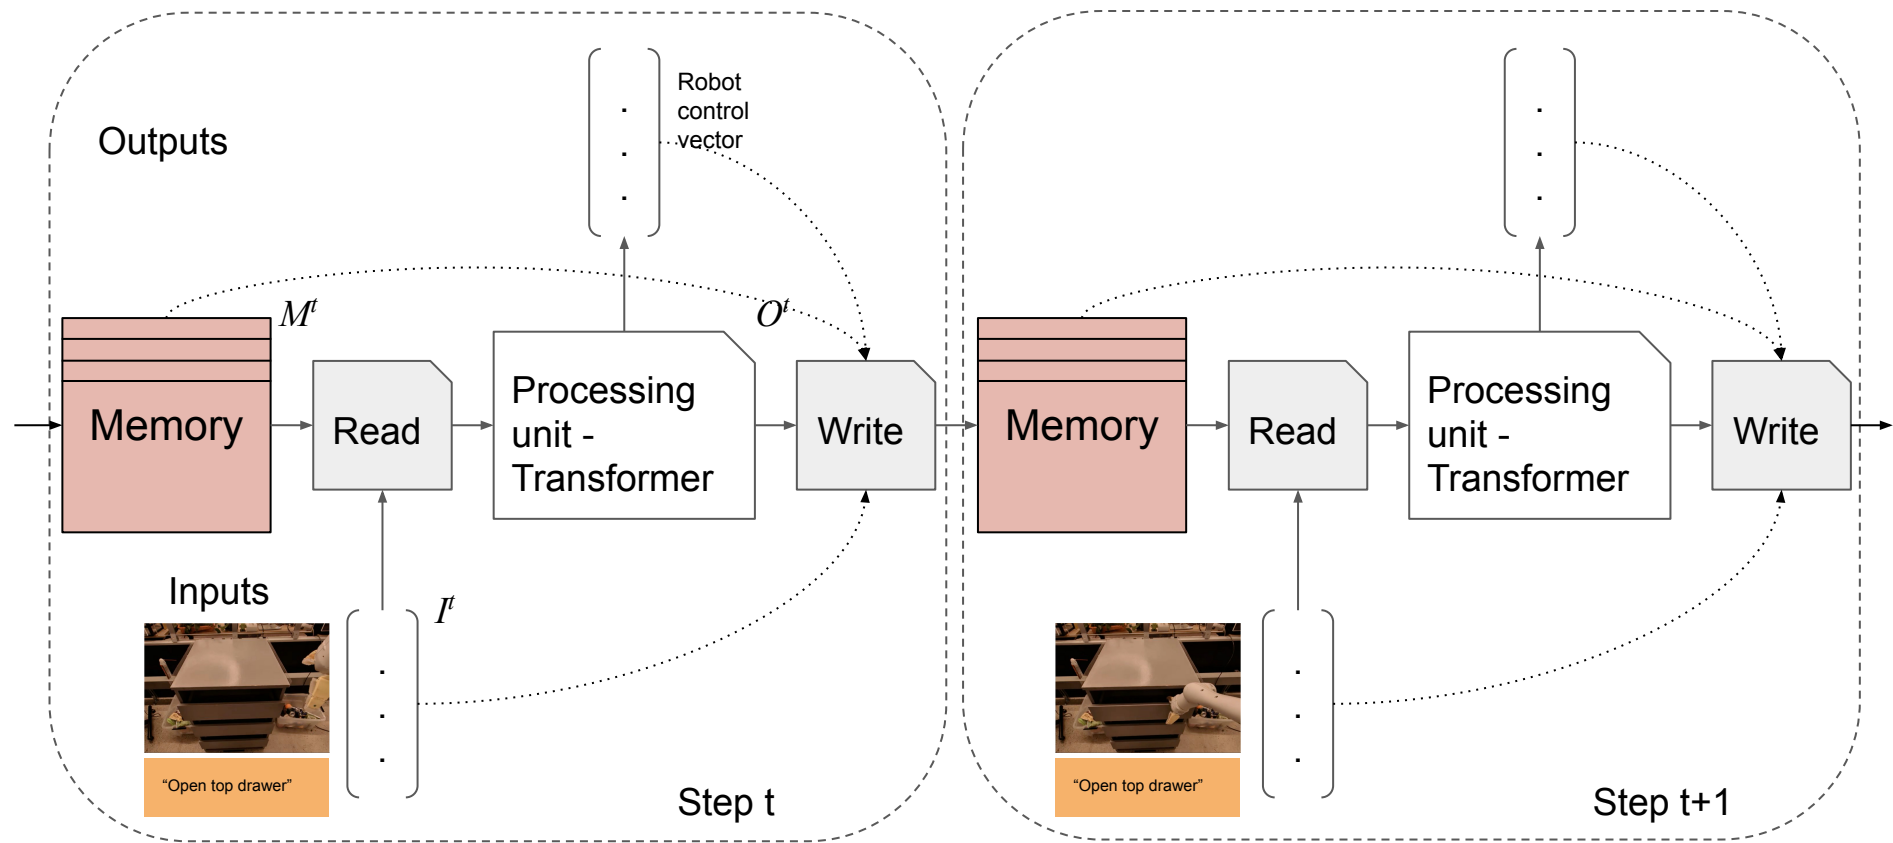 Outputs
Robot
control
vector
M^t
O^t
Memory
Read
Processing
unit -
Transformer
Write
Inputs
I^t
“Open top drawer”
Step t
Memory
Read
Processing
unit -
Transformer
Write
“Open top drawer”
Step t+1